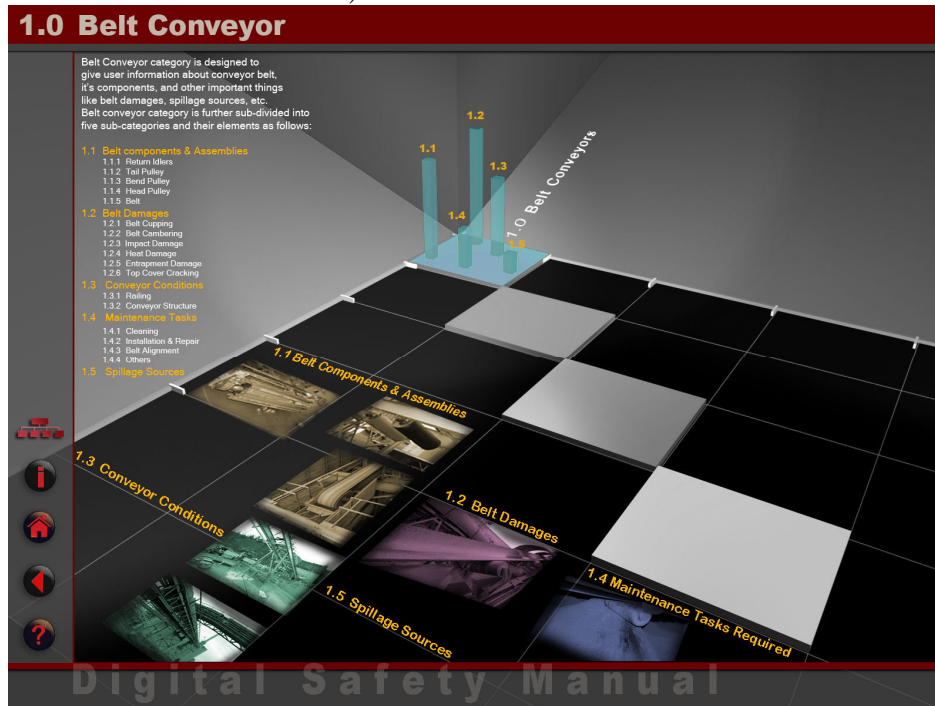 1.0 Belt Conveyor
Belt Conveyor category is designed to
give user information about conveyor belt,
it's components, and other important things
like belt damages, spillage sources, etc.
Belt conveyor category is further sub-divided into
five sub-categories and their elements as follows:
1.1 Belt components & Assemblies
1.1.1 Return Idlers
1.1.2 Tail Pulley
1.1.3 Bend Pulley
1.1.4 Head Pulley
1.1.5 Belt
1.2 Belt Damages
1.2.1 Belt Cupping
1.2.2 Belt Cambering
1.2.3 Impact Damage
1.2.4 Heat Damage
1.2.5 Entrapment Damage
1.2.6 Top Cover Cracking
1.3 Conveyor Conditions
1.3.1 Railing
1.3.2 Conveyor Structure
1.4 Maintenance Tasks
1.4.1 Cleaning
1.4.2 Installation & Repair
1.4.3 Belt Alignment
1.4.4 Others
1.5 Spillage Sources
1.2
1.1
1.3
1.4
1.5
1.0 Belt Conveyors
1.1 Belt Components & Assemblies
1.3 Conveyor Conditions
1.2 Belt Damages
1.5 Spillage Sources
1.4 Maintenance Tasks Required
i
?
Digital Safety Manual